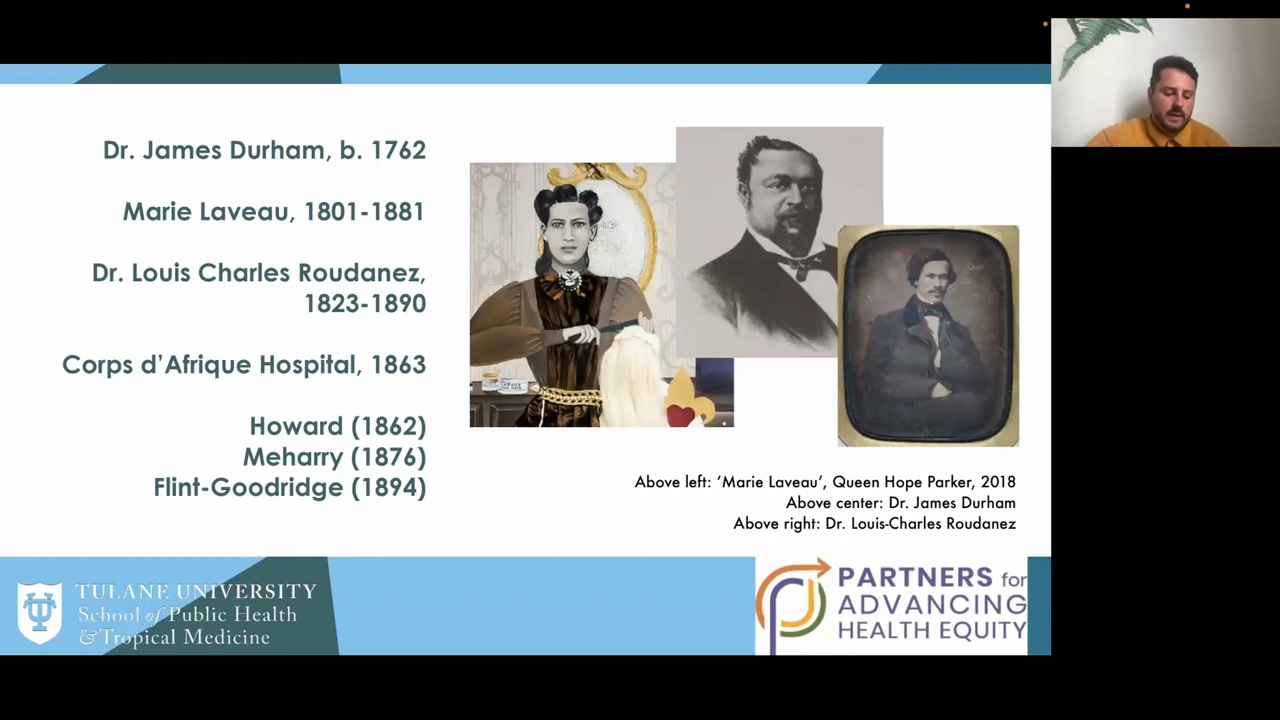 Dr. James Durham, b. 1762
Marie Laveau, 1801-1881
Dr. Louis Charles Roudanez,
1823-1890
Corps d’Afrique Hospital, 1863
Howard (1862)
Meharry (1876)
Flint-Goodridge (1894)
Above left: ‘Marie Laveau’, Queen Hope Parker, 2018
Above center: Dr. James Durham
Above right: Dr. Louis-Charles Roudanez
TULANE UNIVERSITY
School of Public Health
& Tropical Medicine
PARTNERS for
ADVANCING
HEALTH EQUITY